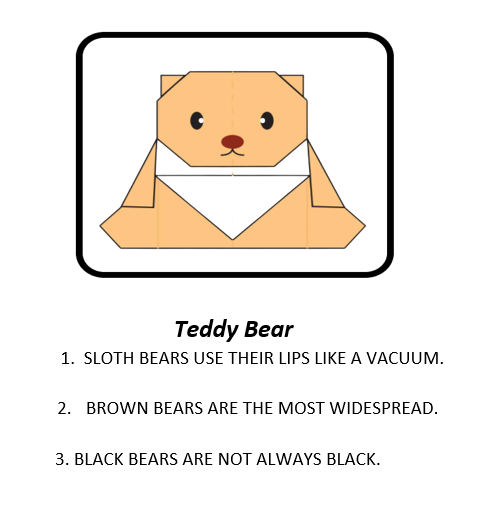 Teddy Bear
1. SLOTH BEARS USE THEIR LIPS LIKE A VACUUM.
2. BROWN BEARS ARE THE MOST WIDESPREAD.
3. BLACK BEARS ARE NOT ALWAYS BLACK.